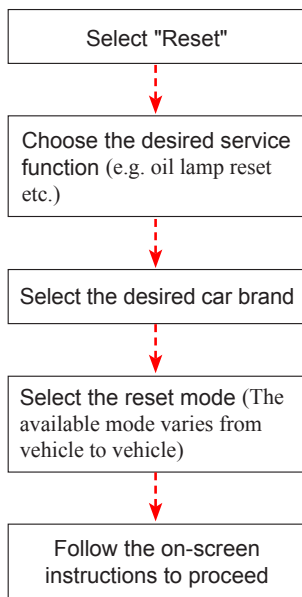 Select "Reset"
Choose the desired service
function (e.g. oil lamp reset
etc.)
Select the desired car brand
Select the reset mode (The
available mode varies from
vehicle to vehicle)
Follow the on-screen
instructions to proceed